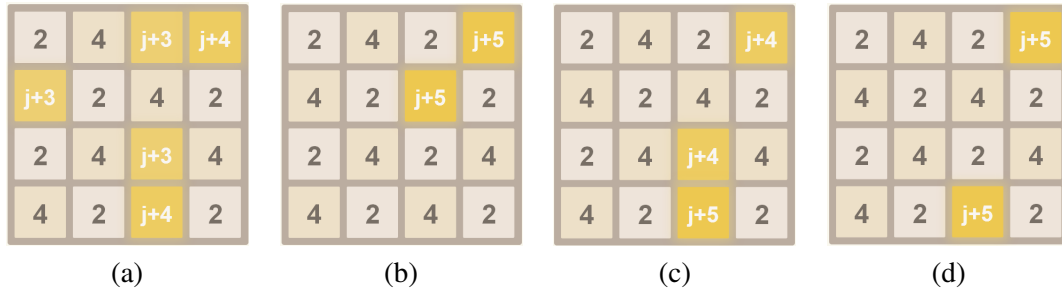 2 4 j+3 j+4
j+3 2 4 2
2 4 j+3 4
4 2 j+4 2
(a)
2 4 2 j+5
4 2 j+5 2
2 4 2 4
4 2 4 2
(b)
2 4 2 j+4
4 2 4 2
2 4 j+4 4
4 2 j+5 2
(c)
2 4 2 j+5
4 2 4 2
2 4 2 4
4 2 j+5 2
(d)